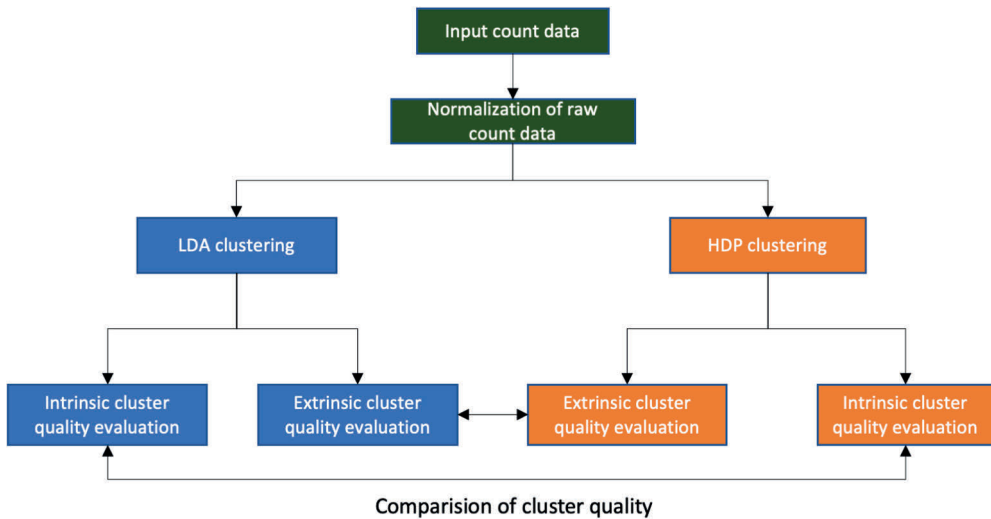 Input count data
Normalization of raw
count data
LDA clustering
HDP clustering
Intrinsic cluster
quality evaluation
Extrinsic cluster
quality evaluation
Extrinsic cluster
quality evaluation
Intrinsic cluster
quality evaluation
Comparision of cluster quality